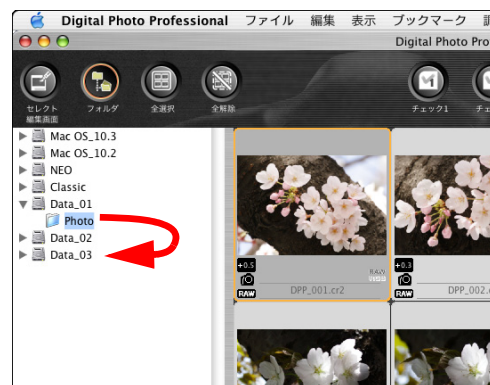 Digital Photo Professional ファイル 編集 表示 ブックマーク
Digital Photo Pro
セレクト
編集画面
フォルダ
全選択
全解除
チェック1
チェ
Mac OS_10.3
Mac OS_10.2
NEO
Classic
Data_01
Photo
Data_02
Data_03
+0.5
RAW
DPP_001.cr2
+0.3
RAW
DPP_002.c